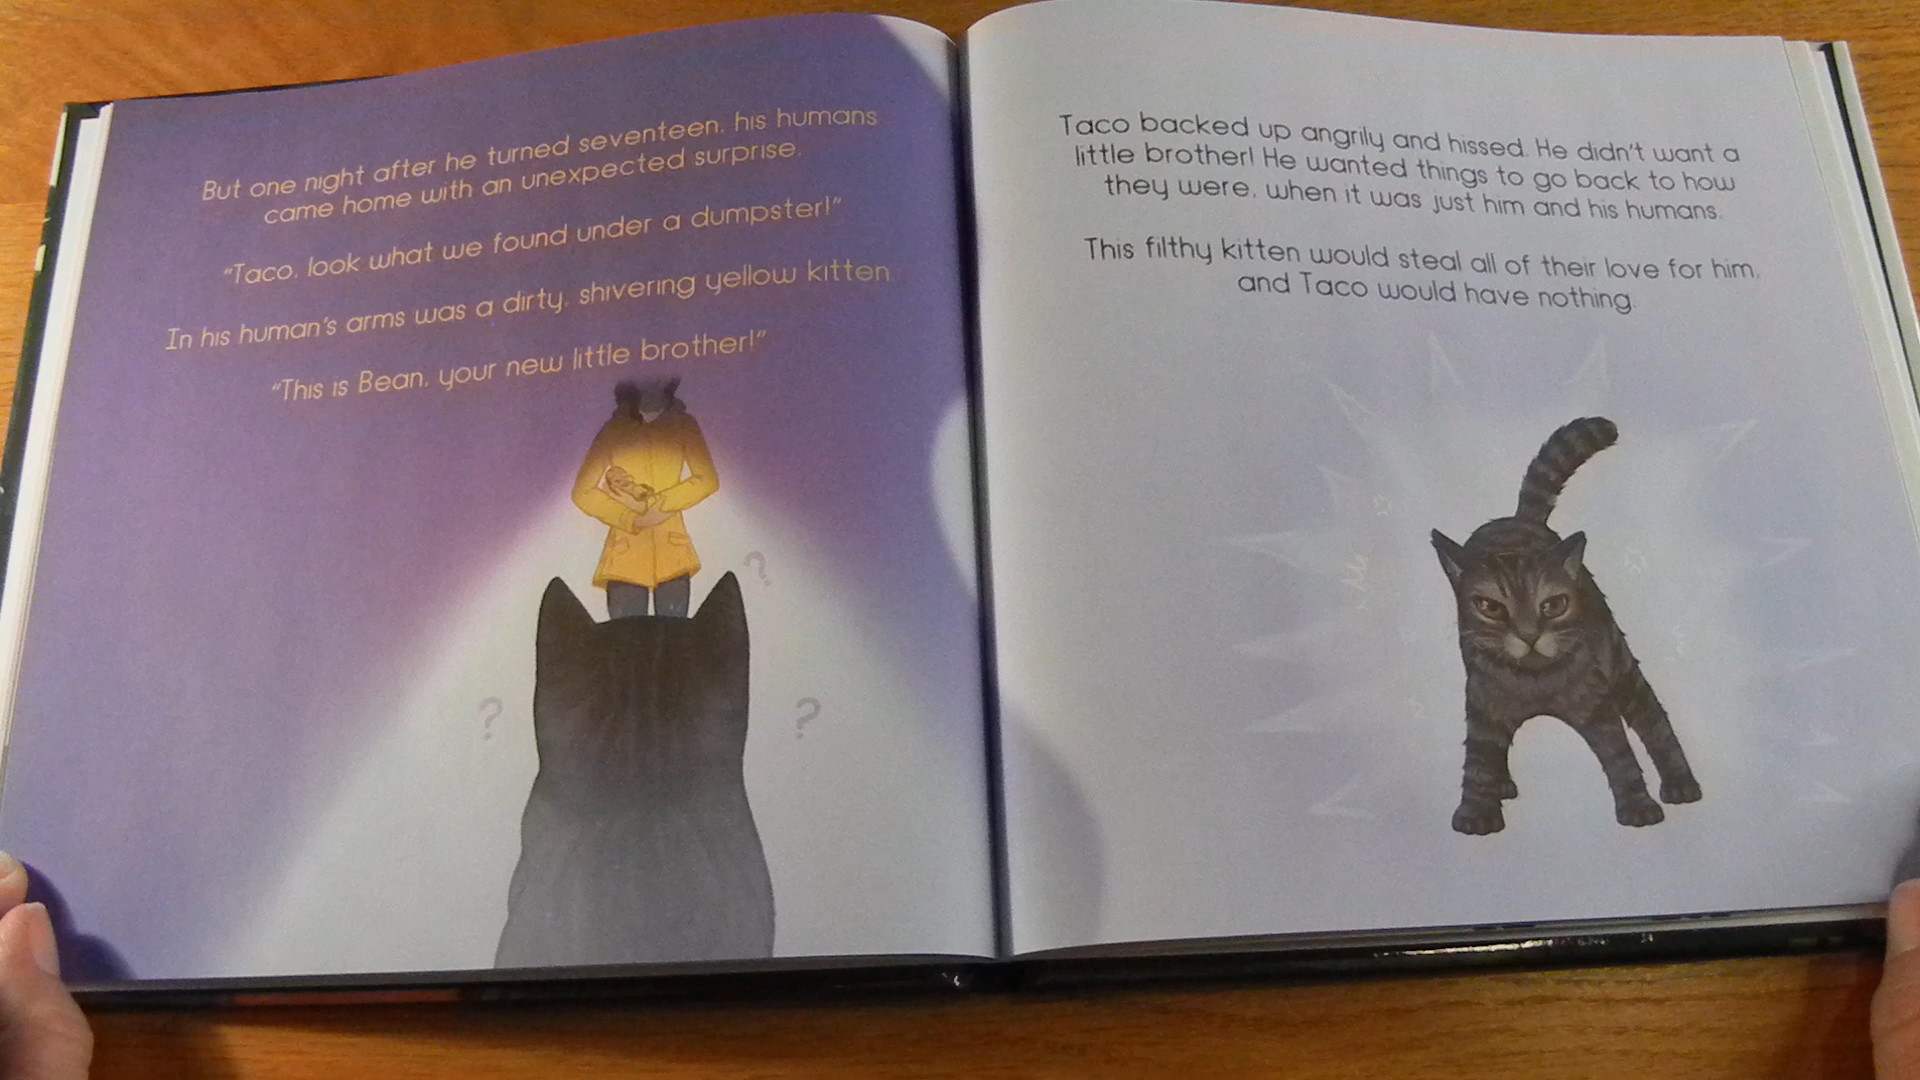 But one night after he turned seventeen, his humans
came home with an unexpected surprise.
"Taco, look what we found under a dumpster!"
In his human's arms was a dirty, shivering yellow kitten.
"This is Bean, your new little brother!"
?
?
?
Taco backed up angrily and hissed. He didn't want a
little brother! He wanted things to go back to how
they were, when it was just him and his humans.
This filthy kitten would steal all of their love for him,
and Taco would have nothing.